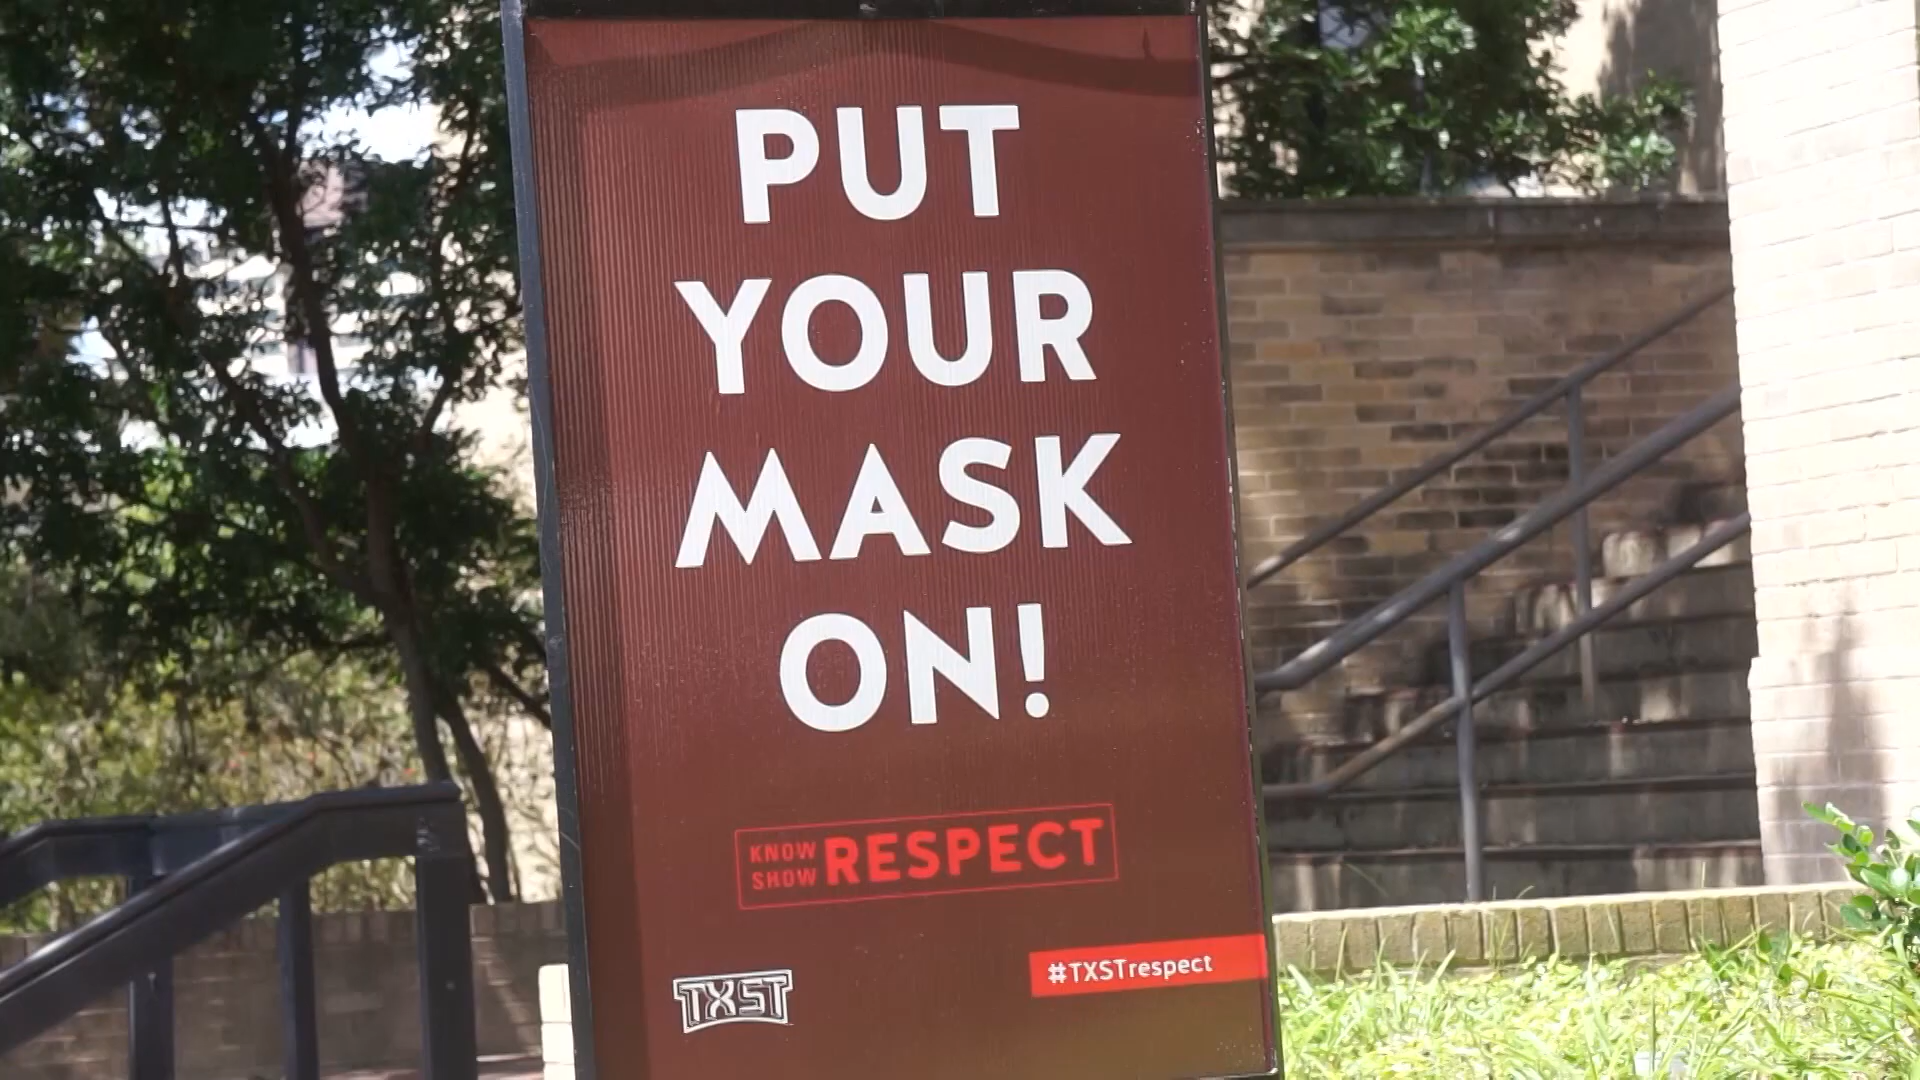 PUT
YOUR
MASK
ON!
KNOW
SHOW
RESPECT
#TXSTrespect
TXST